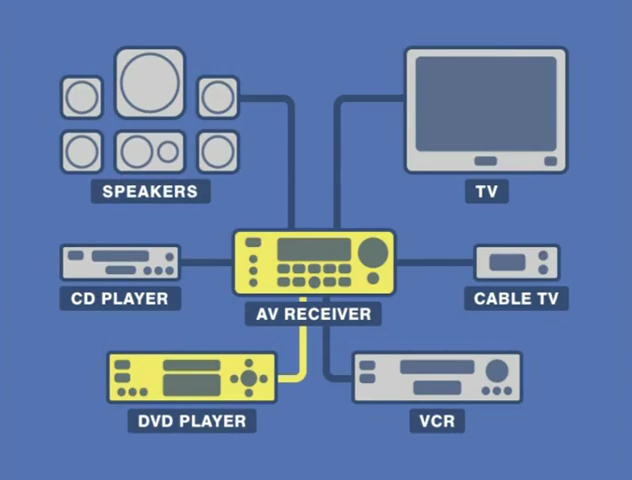 SPEAKERS
TV
CD PLAYER
AV RECEIVER
CABLE TV
DVD PLAYER
VCR